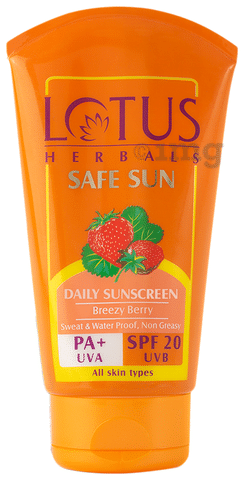 LOTUS
HERBALS
SAFE SUN
DAILY SUNSCREEN
Breezy Berry
Sweat & Water Proof, Non Greasy
PA+ SPF 20
UVA UVB
All skin types